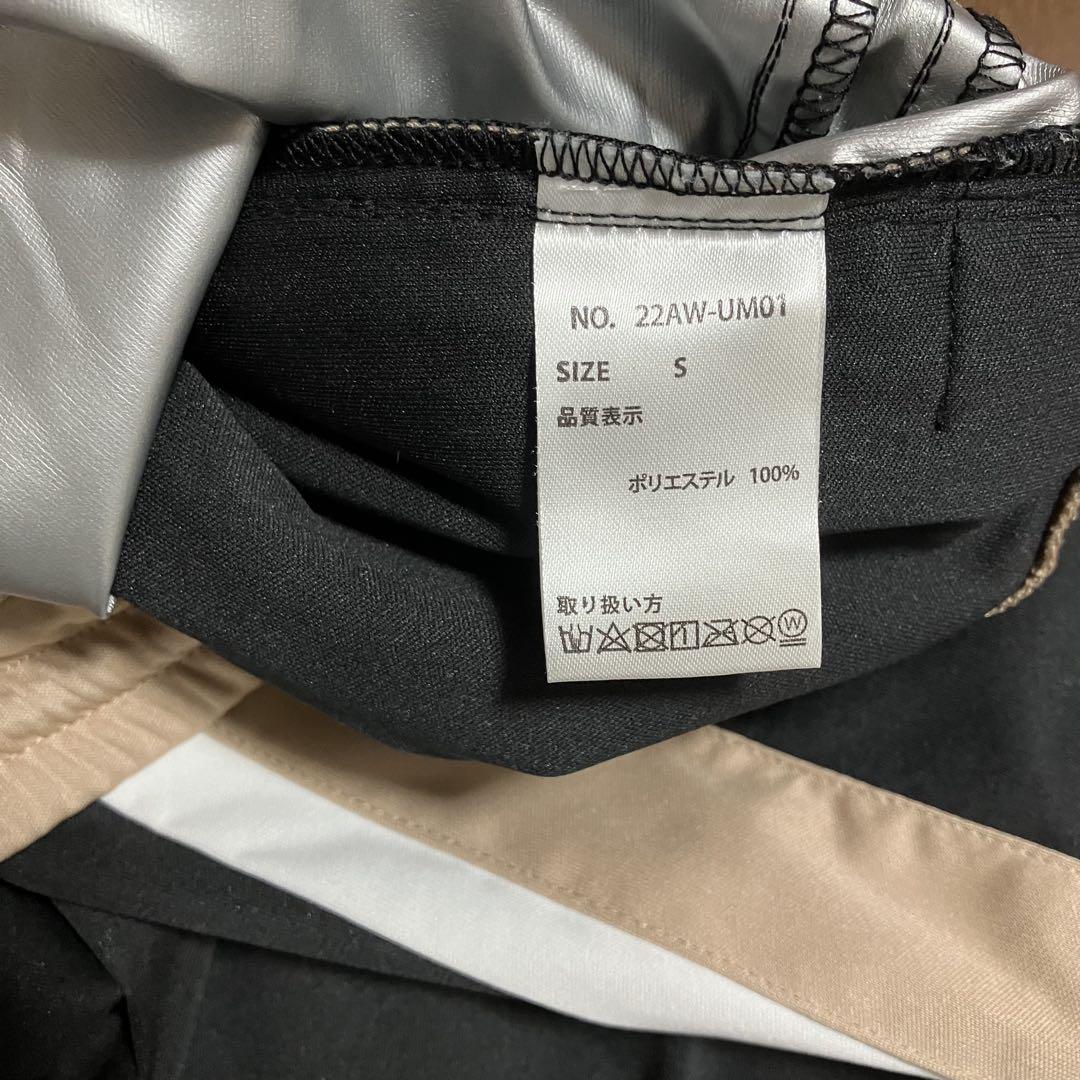 NO. 22AW-UM01
SIZE S
品質表示
ポリエステル 100%
取り扱い方
W